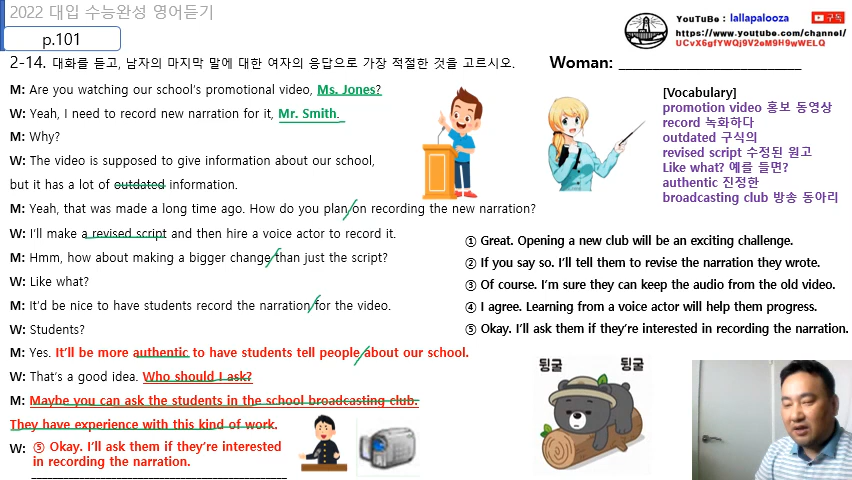 2022 대입 수능완성 영어듣기
p.101
YouTuBe : lallapalooza
구독
https://www.youtube.com/channel/
UCvX6gfYWQj9V2eM9H9wWELQ
2-14. 대화를 듣고, 남자의 마지막 말에 대한 여자의 응답으로 가장 적절한 것을 고르시오.
Woman: ___________________________
M: Are you watching our school's promotional video, Ms. Jones?
W: Yeah, I need to record new narration for it, Mr. Smith.
M: Why?
W: The video is supposed to give information about our school,
but it has a lot of outdated information.
M: Yeah, that was made a long time ago. How do you plan on recording the new narration?
W: I'll make a revised script and then hire a voice actor to record it.
M: Hmm, how about making a bigger change than just the script?
W: Like what?
M: It'd be nice to have students record the narration for the video.
W: Students?
M: Yes. It'll be more authentic to have students tell people about our school.
W: That's a good idea. Who should I ask?
M: Maybe you can ask the students in the school broadcasting club.
They have experience with this kind of work.
W: ⑤ Okay. I'll ask them if they're interested
in recording the narration.
[Vocabulary]
promotion video 홍보 동영상
record 녹화하다
outdated 구식의
revised script 수정된 원고
Like what? 예를 들면?
authentic 진정한
broadcasting club 방송 동아리
① Great. Opening a new club will be an exciting challenge.
② If you say so. I'll tell them to revise the narration they wrote.
③ Of course. I'm sure they can keep the audio from the old video.
④ I agree. Learning from a voice actor will help them progress.
⑤ Okay. I'll ask them if they're interested in recording the narration.
뒹굴 뒹굴